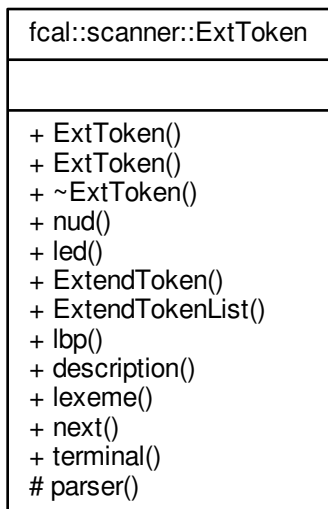 fcal::scanner::ExtToken
+ ExtToken()
+ ExtToken()
+ ~ExtToken()
+ nud()
+ led()
+ ExtendToken()
+ ExtendTokenList()
+ lbp()
+ description()
+ lexeme()
+ next()
+ terminal()
# parser()